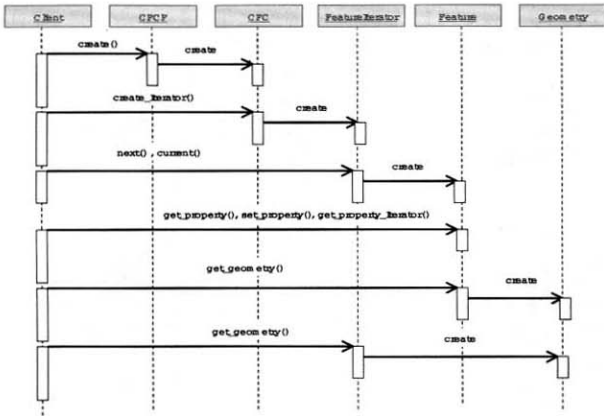 Client CFCF CFC FeatureIterator Feature Geometry
create()
create
create_Iterator()
create
next(), current()
create
get_property(), set_property(), get_property_Iterator()
get_geometry()
create
get_geometry()
create